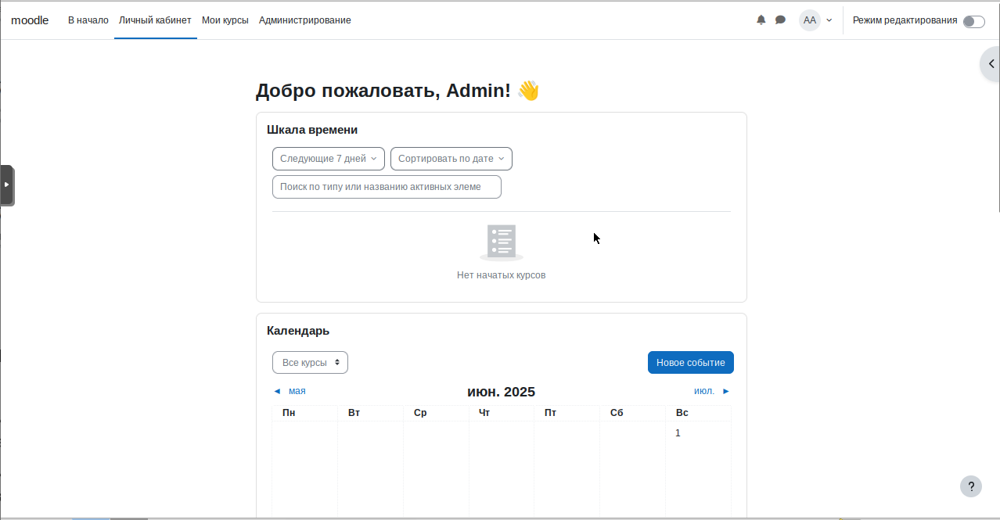 moodle В начало Личный кабинет Мои курсы Администрирование AA Режим редактирования
Добро пожаловать, Admin! 👋
Шкала времени
Следующие 7 дней Сортировать по дате
Поиск по типу или названию активных элеме
Нет начатых курсов
Календарь
Все курсы Новое событие
◄ мая июн. 2025 июл. ►
Пн Вт Ср Чт Пт Сб Вс
1
?